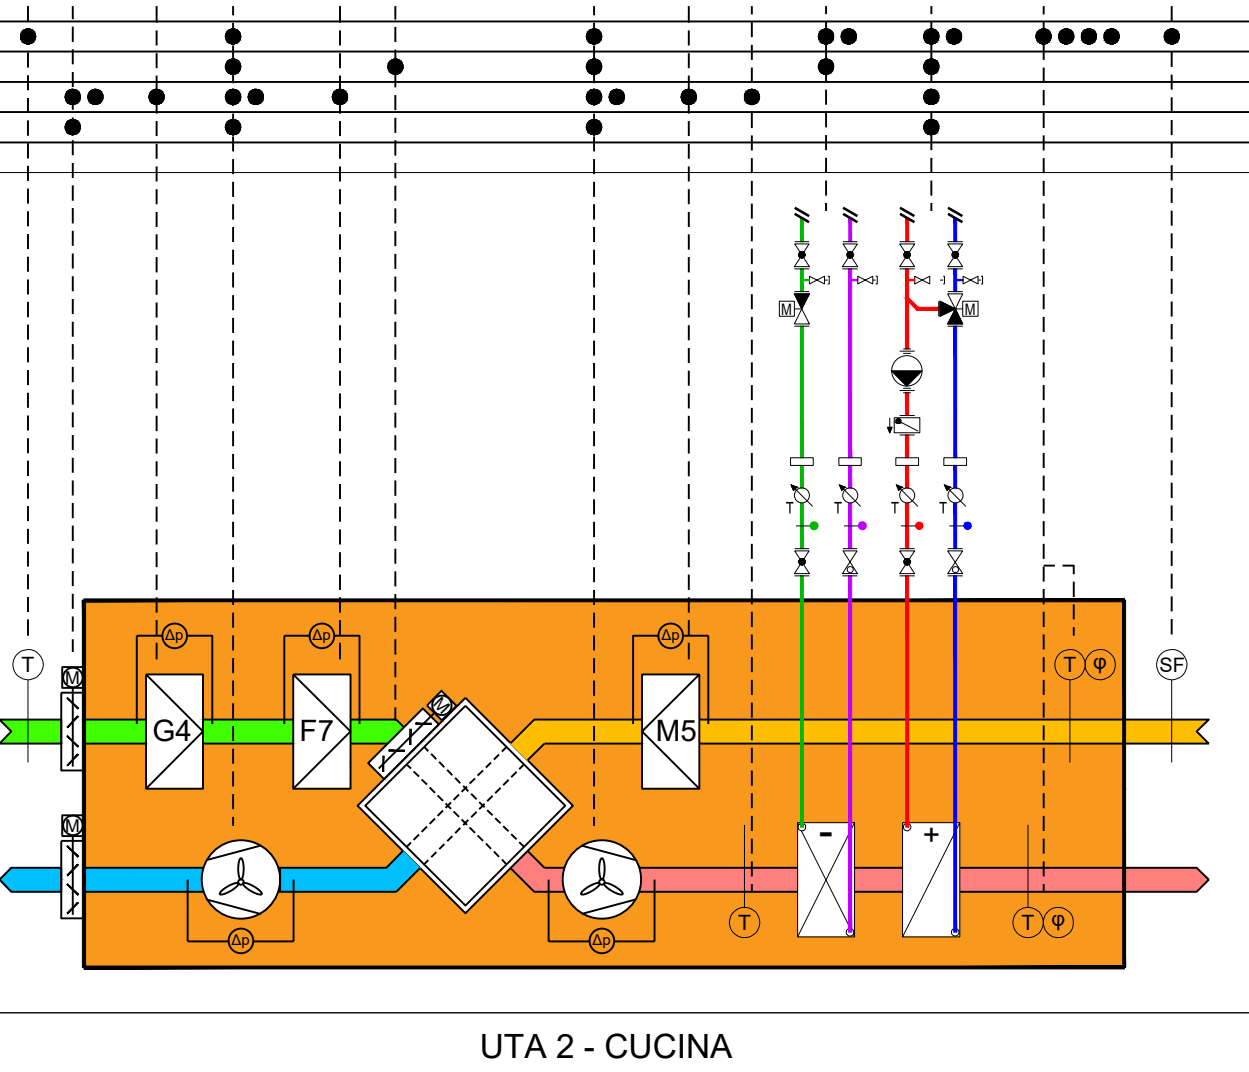 M M
T T T T T
Δp Δp Δp
T M M T φ SF
G4 F7 M5
M - +
T T φ
Δp Δp
UTA 2 - CUCINA